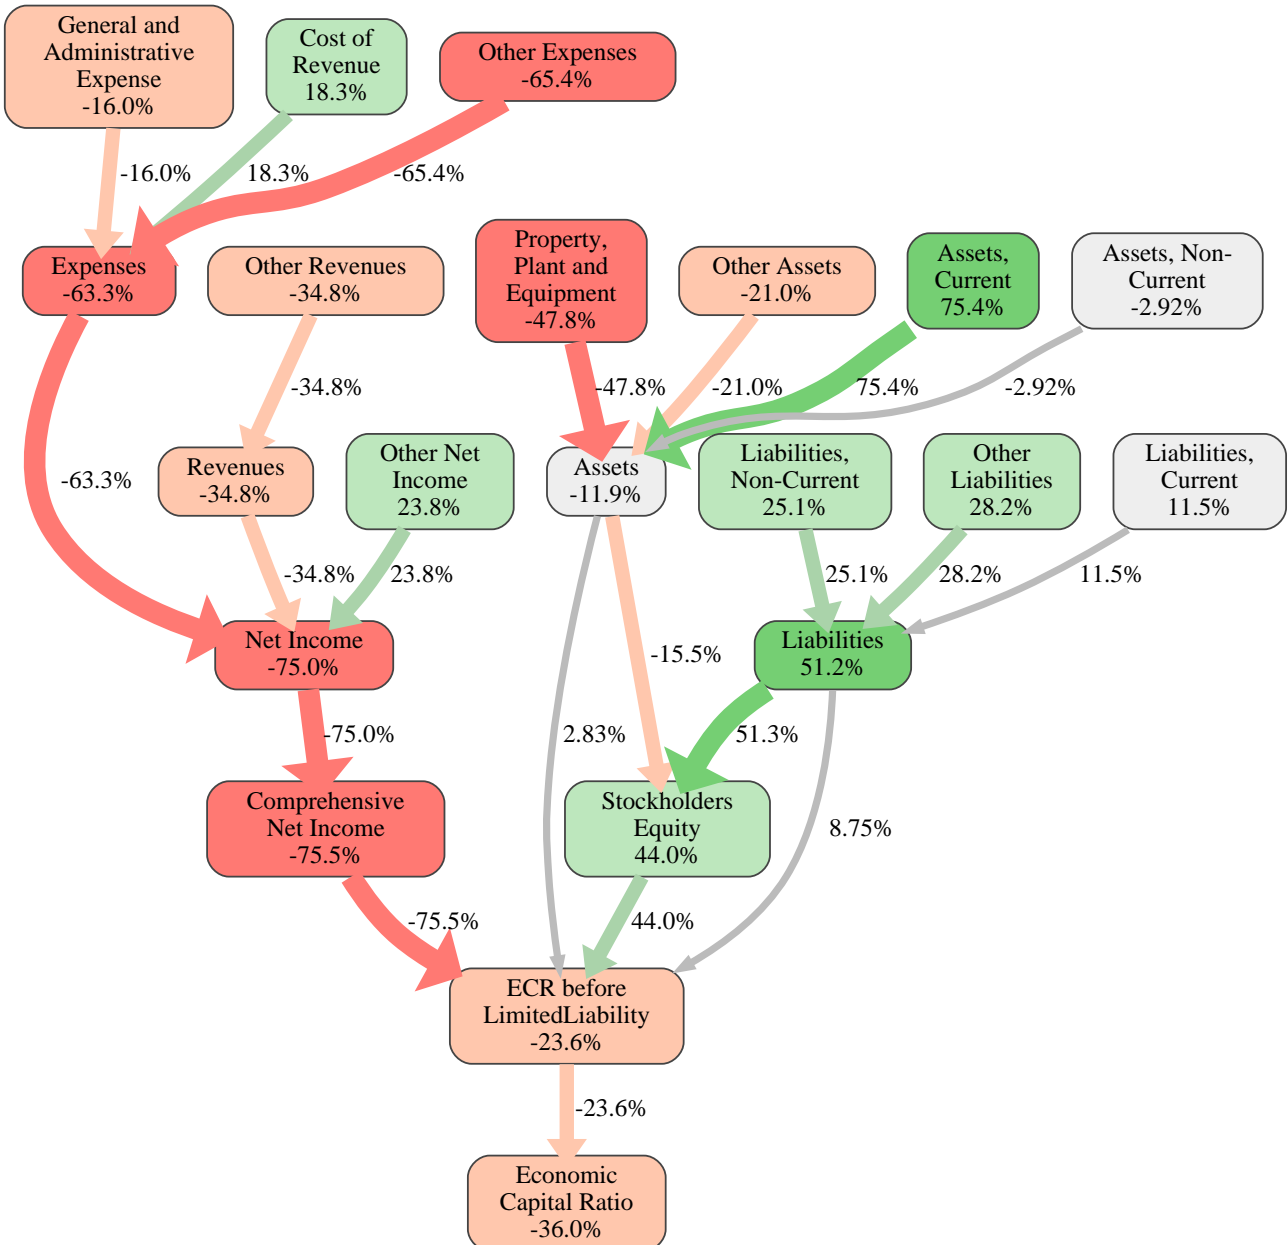 General and
Administrative
Expense
-16.0%
Cost of
Revenue
18.3%
Other Expenses
-65.4%
-16.0%
18.3%
-65.4%
Expenses
-63.3%
Other Revenues
-34.8%
Property,
Plant and
Equipment
-47.8%
Other Assets
-21.0%
Assets,
Current
75.4%
Assets, Non-
Current
-2.92%
-34.8%
-47.8%
-21.0%
75.4%
-2.92%
-63.3%
Revenues
-34.8%
Other Net
Income
23.8%
Assets
-11.9%
Liabilities,
Non-Current
25.1%
Other
Liabilities
28.2%
Liabilities,
Current
11.5%
-34.8%
23.8%
25.1%
28.2%
11.5%
Net Income
-75.0%
-15.5%
Liabilities
51.2%
-75.0%
2.83%
51.3%
Comprehensive
Net Income
-75.5%
Stockholders
Equity
44.0%
8.75%
-75.5%
44.0%
ECR before
LimitedLiability
-23.6%
-23.6%
Economic
Capital Ratio
-36.0%